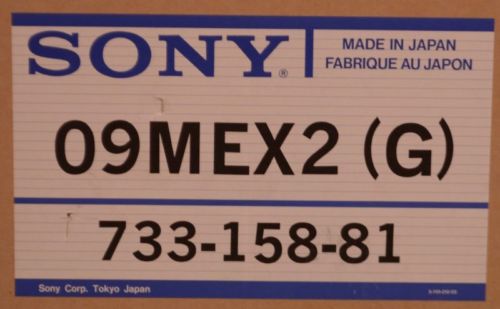 SONY®
MADE IN JAPAN
FABRIQUE AU JAPON
09MEX2 (G)
733-158-81
Sony Corp. Tokyo Japan